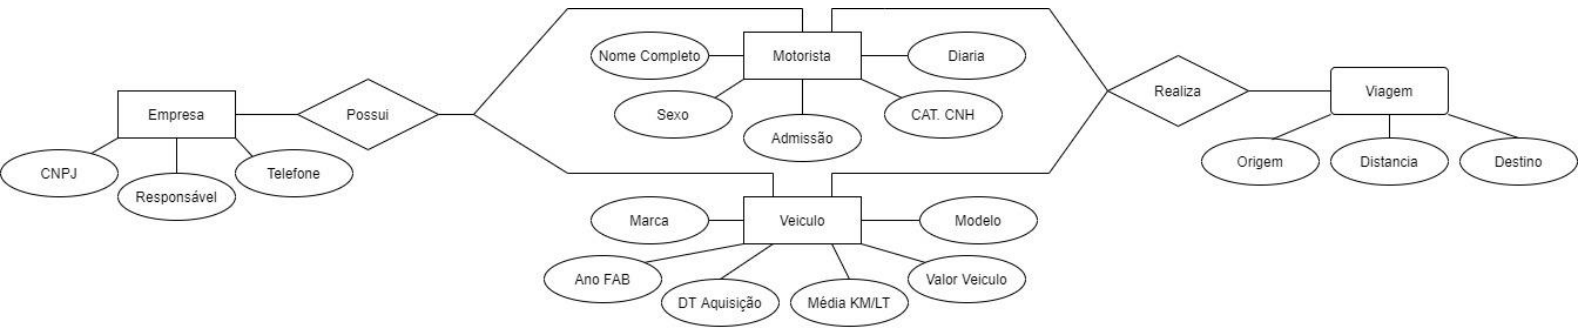 Nome Completo
Motorista
Diaria
Empresa
Possui
Sexo
Admissão
CAT. CNH
Realiza
Viagem
CNPJ
Responsável
Telefone
Origem
Distancia
Destino
Marca
Veiculo
Modelo
Ano FAB
DT Aquisição
Média KM/LT
Valor Veiculo